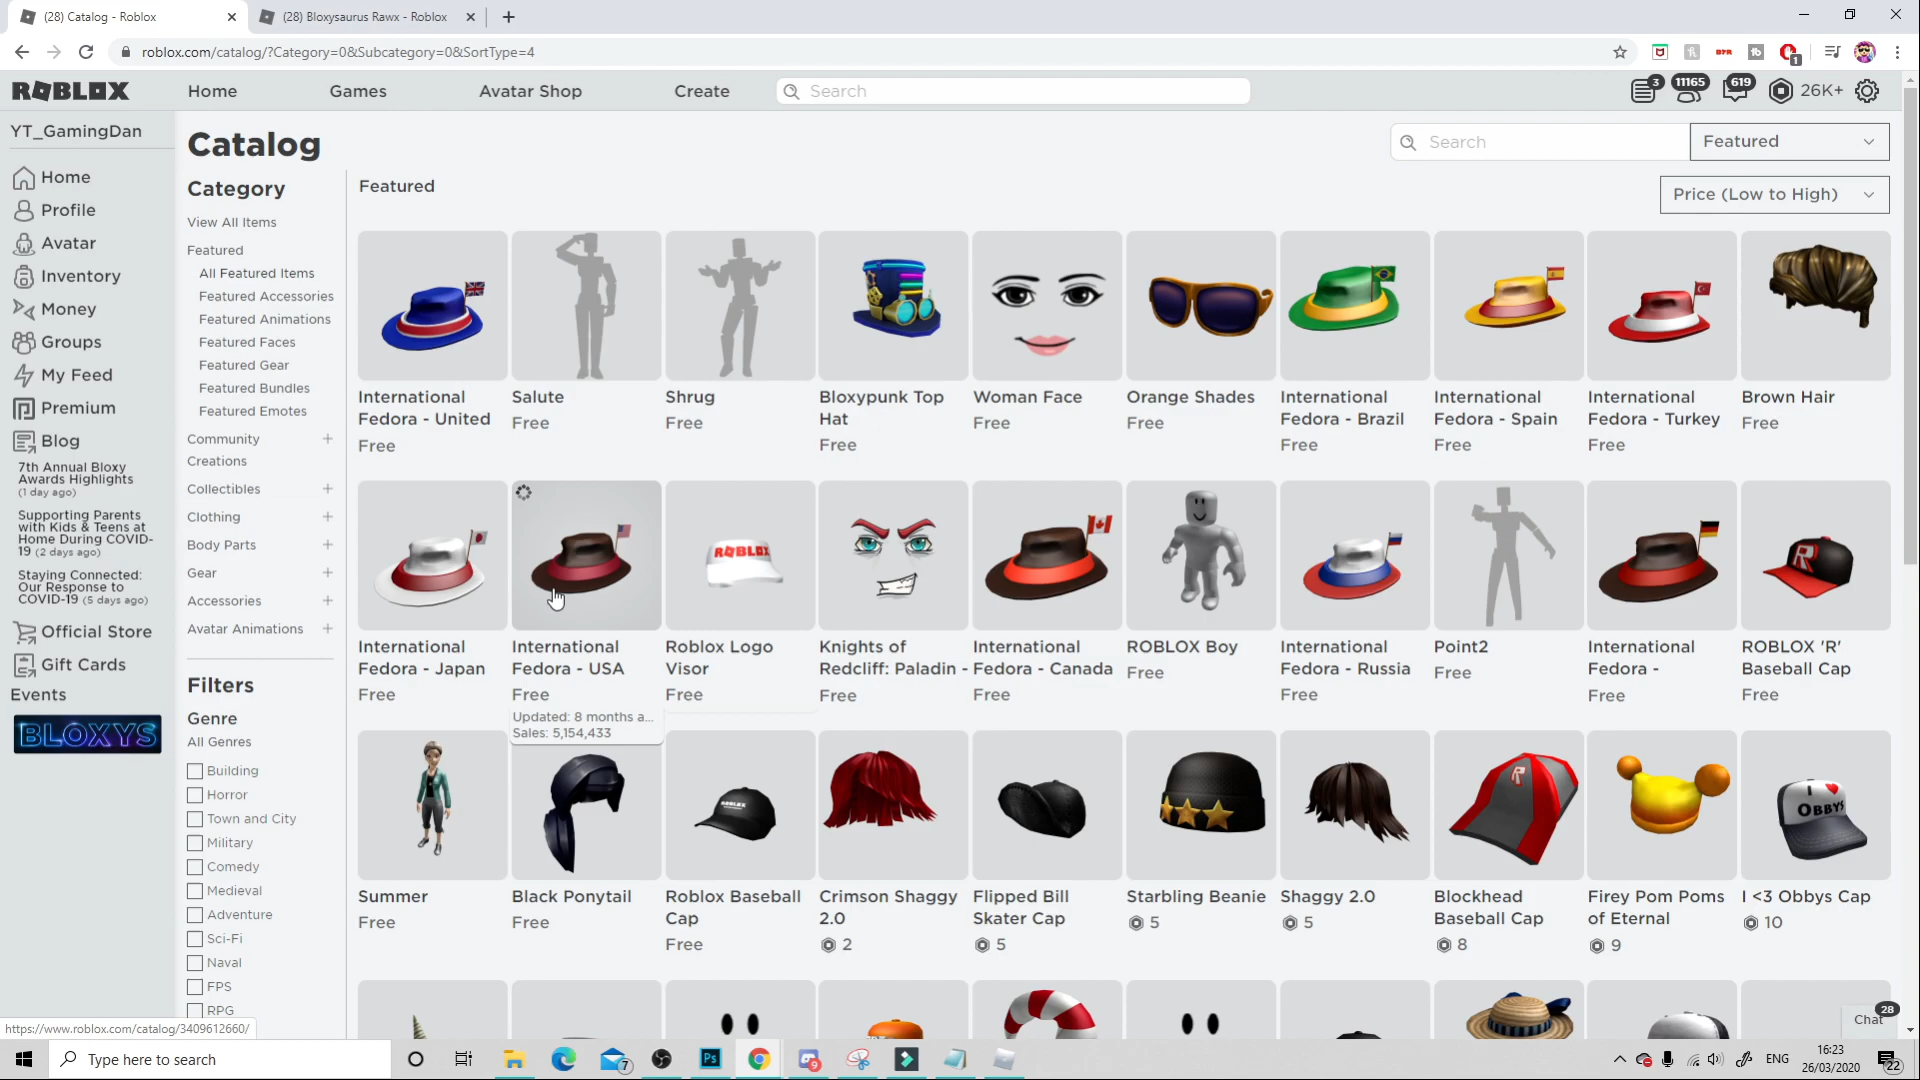 (28) Catalog - Roblox
(28) Bloxysaurus Rawx - Roblox
roblox.com/catalog/?Category=0&Subcategory=0&SortType=4
1
ROBLOX
Home
Games
Avatar Shop
Create
Search
3
11165
619
26K+
YT_GamingDan
Home
Profile
Avatar
Inventory
Money
Groups
My Feed
Premium
Blog
7th Annual Bloxy
Awards Highlights
(1 day ago)
Supporting Parents
with Kids & Teens at
Home During COVID-
19 (2 days ago)
Staying Connected:
Our Response to
COVID-19 (5 days ago)
Official Store
Gift Cards
Events
BLOXYS
Catalog
Search
Featured
Category
View All Items
Featured
All Featured Items
Featured Accessories
Featured Animations
Featured Faces
Featured Gear
Featured Bundles
Featured Emotes
Community
Creations
Collectibles
Clothing
Body Parts
Gear
Accessories
Avatar Animations
Filters
Genre
All Genres
Building
Horror
Town and City
Military
Comedy
Medieval
Adventure
Sci-Fi
Naval
FPS
RPG
Featured
Price (Low to High)
International
Fedora - United
Free
Salute
Free
Shrug
Free
Bloxypunk Top
Hat
Free
Woman Face
Free
Orange Shades
Free
International
Fedora - Brazil
Free
International
Fedora - Spain
Free
International
Fedora - Turkey
Free
Brown Hair
Free
International
Fedora - Japan
Free
International
Fedora - USA
Free
Updated: 8 months a...
Sales: 5,154,433
ROBLOX
Roblox Logo
Visor
Free
Knights of
Redcliff: Paladin -
Free
International
Fedora - Canada
Free
ROBLOX Boy
Free
International
Fedora - Russia
Free
Point2
Free
International
Fedora -
Free
R
ROBLOX 'R'
Baseball Cap
Free
Summer
Free
Black Ponytail
Free
ROBLOX
Roblox Baseball
Cap
Free
Crimson Shaggy
2.0
2
Flipped Bill
Skater Cap
5
Starbling Beanie
5
Shaggy 2.0
5
R
Blockhead
Baseball Cap
8
Firey Pom Poms
of Eternal
9
I
OBBYS
I <3 Obbys Cap
10
Chat
28
https://www.roblox.com/catalog/3409612660/
Type here to search
7
Ps
9
ENG
16:23
26/03/2020
22